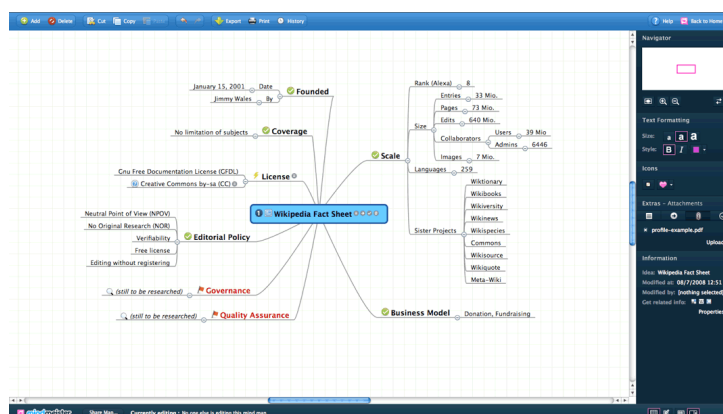 Add Delete Cut Copy Export Print History Help Back to Home
Navigator
Text Formatting
Size: a a a
Style: B I
Icons
Extras - Attachments
profile-example.pdf
Upload
Information
Idea: Wikipedia Fact Sheet
Modified at: 08/7/2008 12:51
Modified by: (nothing selected)
Get related info:
Properties
Wikipedia Fact Sheet
Founded
Date
January 15, 2001
By
Jimmy Wales
Coverage
No limitation of subjects
License
Gnu Free Documentation License (GFDL)
Creative Commons by-sa (CC)
Editorial Policy
Neutral Point of View (NPOV)
No Original Research (NOR)
Verifiability
Free license
Editing without registering
Governance
(still to be researched)
Quality Assurance
(still to be researched)
Scale
Rank (Alexa)
8
Size
Entries
33 Mio.
Pages
73 Mio.
Edits
640 Mio.
Collaborators
Users
39 Mio
Admins
6446
Images
7 Mio.
Languages
259
Sister Projects
Wiktionary
Wikibooks
Wikiversity
Wikinews
Wikispecies
Commons
Wikisource
Wikiquote
Meta-Wiki
Business Model
Donation, Fundraising
mindmeister Share Map... Currently editing : No one else is editing this mind map